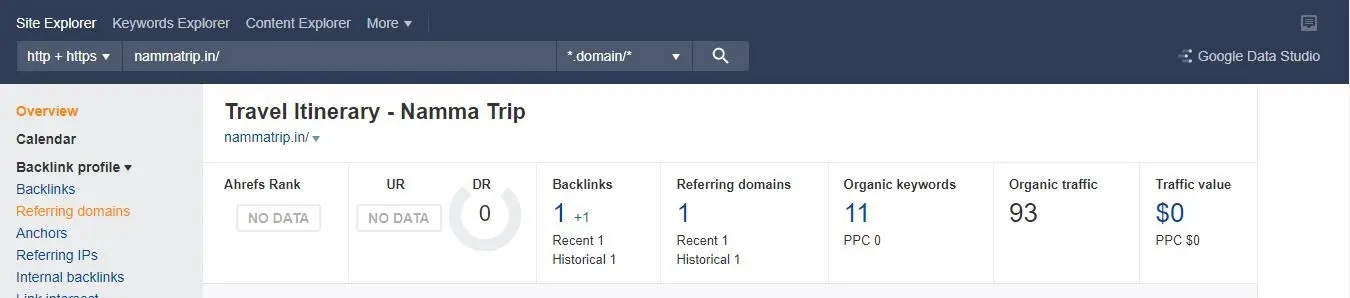 Site Explorer Keywords Explorer Content Explorer More
http + https nammatrip.in/ *.domain/* Google Data Studio
Overview
Calendar
Backlink profile
Backlinks
Referring domains
Anchors
Referring IPs
Internal backlinks
Link intersect
Travel Itinerary - Namma Trip
nammatrip.in/
Ahrefs Rank UR DR Backlinks Referring domains Organic keywords Organic traffic Traffic value
NO DATA NO DATA 0 1 +1 1 11 93 $0
Recent 1 Recent 1 PPC 0 PPC $0
Historical 1 Historical 1